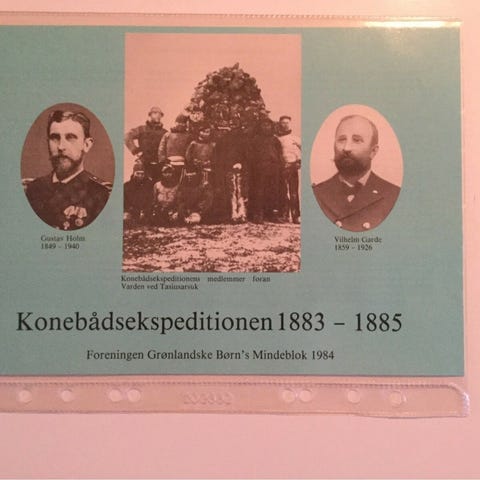 Gustav Holm
1849 - 1940
Vilhelm Garde
1859 - 1926
Konebådsekspeditionens medlemmer foran
Varden ved Tasiusarsuk
Konebådsekspeditionen 1883 - 1885
Foreningen Grønlandske Børn's Mindeblok 1984